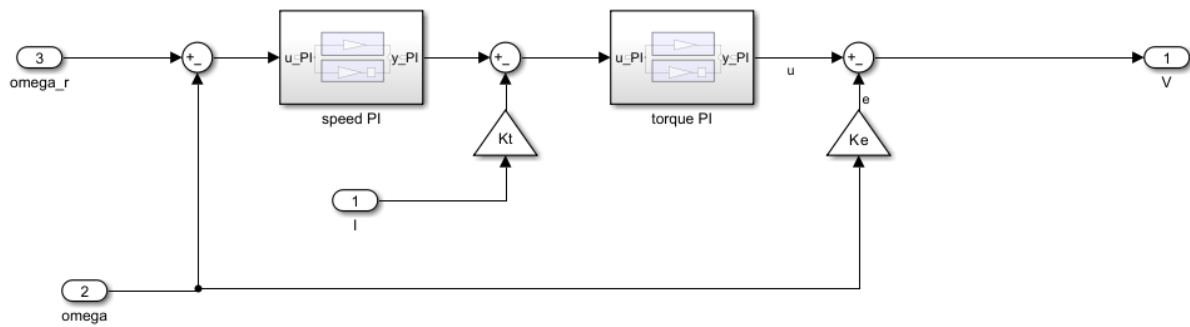 3
omega_r
+
-
u_PI
y_PI
speed PI
+
-
Kt
1
I
u_PI
y_PI
torque PI
u
+
-
e
Ke
1
V
2
omega